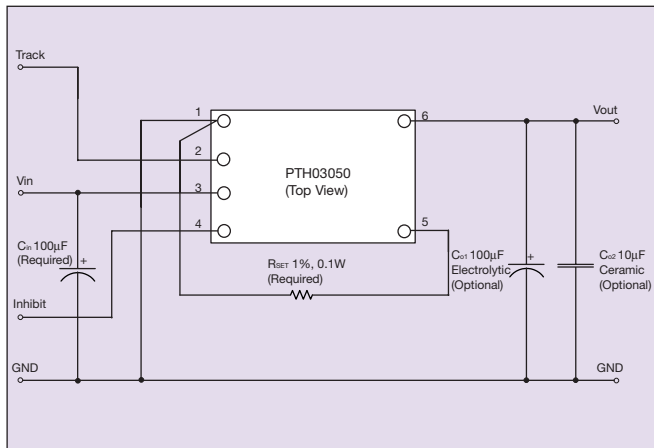 Track
1
6
Vout
2
PTH03050
(Top View)
Vin
3
4
5
Cin 100μF
(Required)
+
RSET 1%, 0.1W
(Required)
Co1 100μF
Electrolytic
(Optional)
+
Co2 10μF
Ceramic
(Optional)
Inhibit
GND
GND